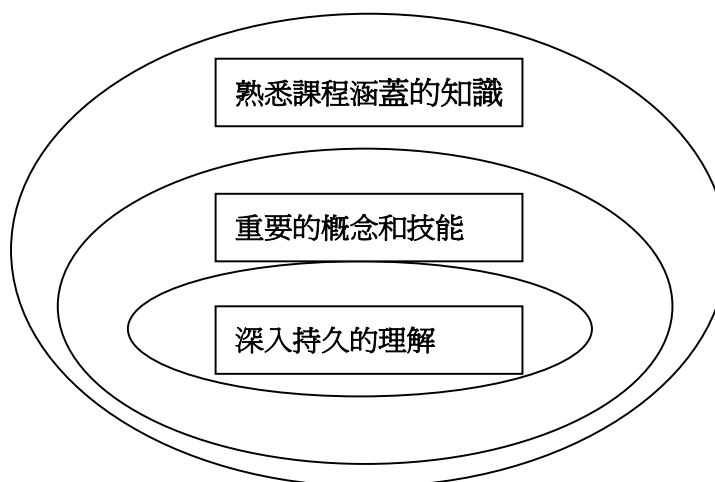 熟悉課程涵蓋的知識
重要的概念和技能
深入持久的理解